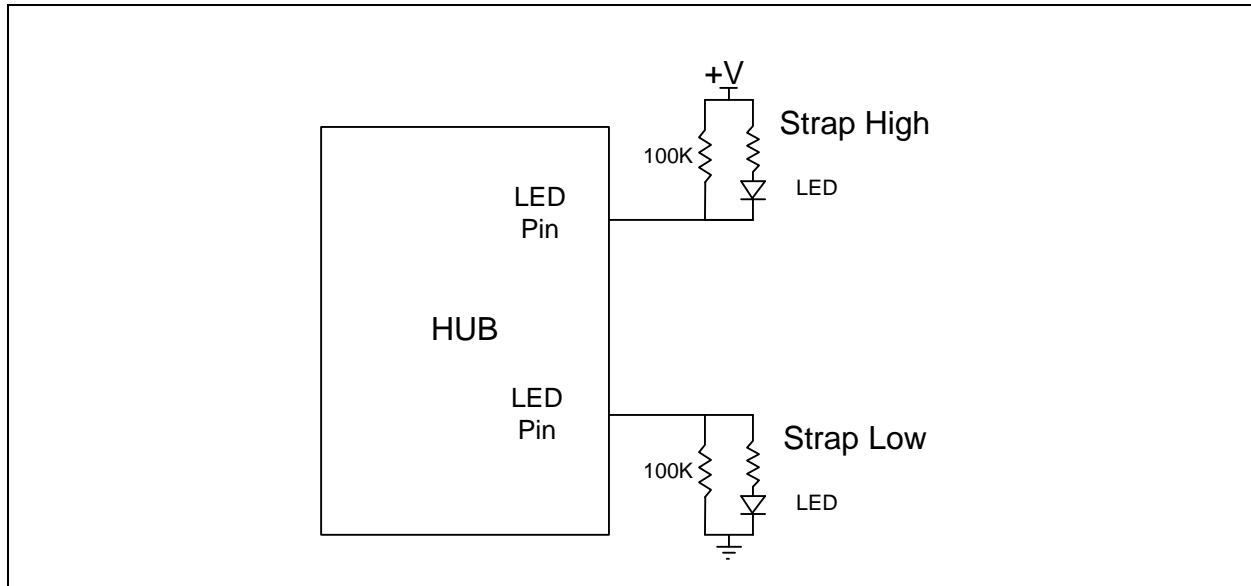 +V
Strap High
100K
LED
LED
Pin
HUB
LED
Pin
Strap Low
100K
LED